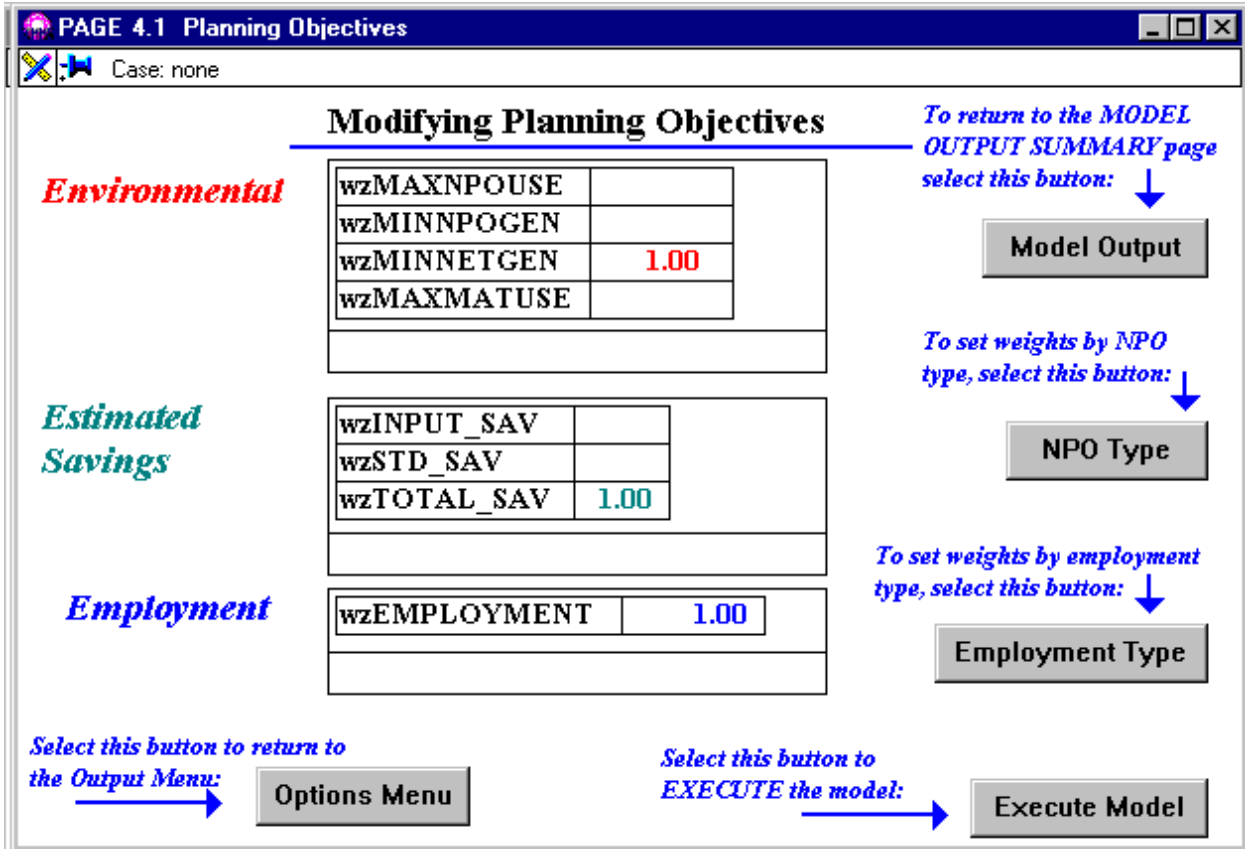 PAGE 4.1 Planning Objectives
Case: none
Modifying Planning Objectives
To return to the MODEL
OUTPUT SUMMARY page
select this button:
Model Output
Environmental
wzMAXNPOUSE
wzMINNPOGEN
wzMINNETGEN 1.00
wzMAXMATUSE
To set weights by NPO
type, select this button:
NPO Type
Estimated
Savings
wzINPUT_SAV
wzSTD_SAV
wzTOTAL_SAV 1.00
To set weights by employment
type, select this button:
Employment Type
Employment
wzEMPLOYMENT 1.00
Select this button to return to
the Output Menu:
Options Menu
Select this button to
EXECUTE the model:
Execute Model